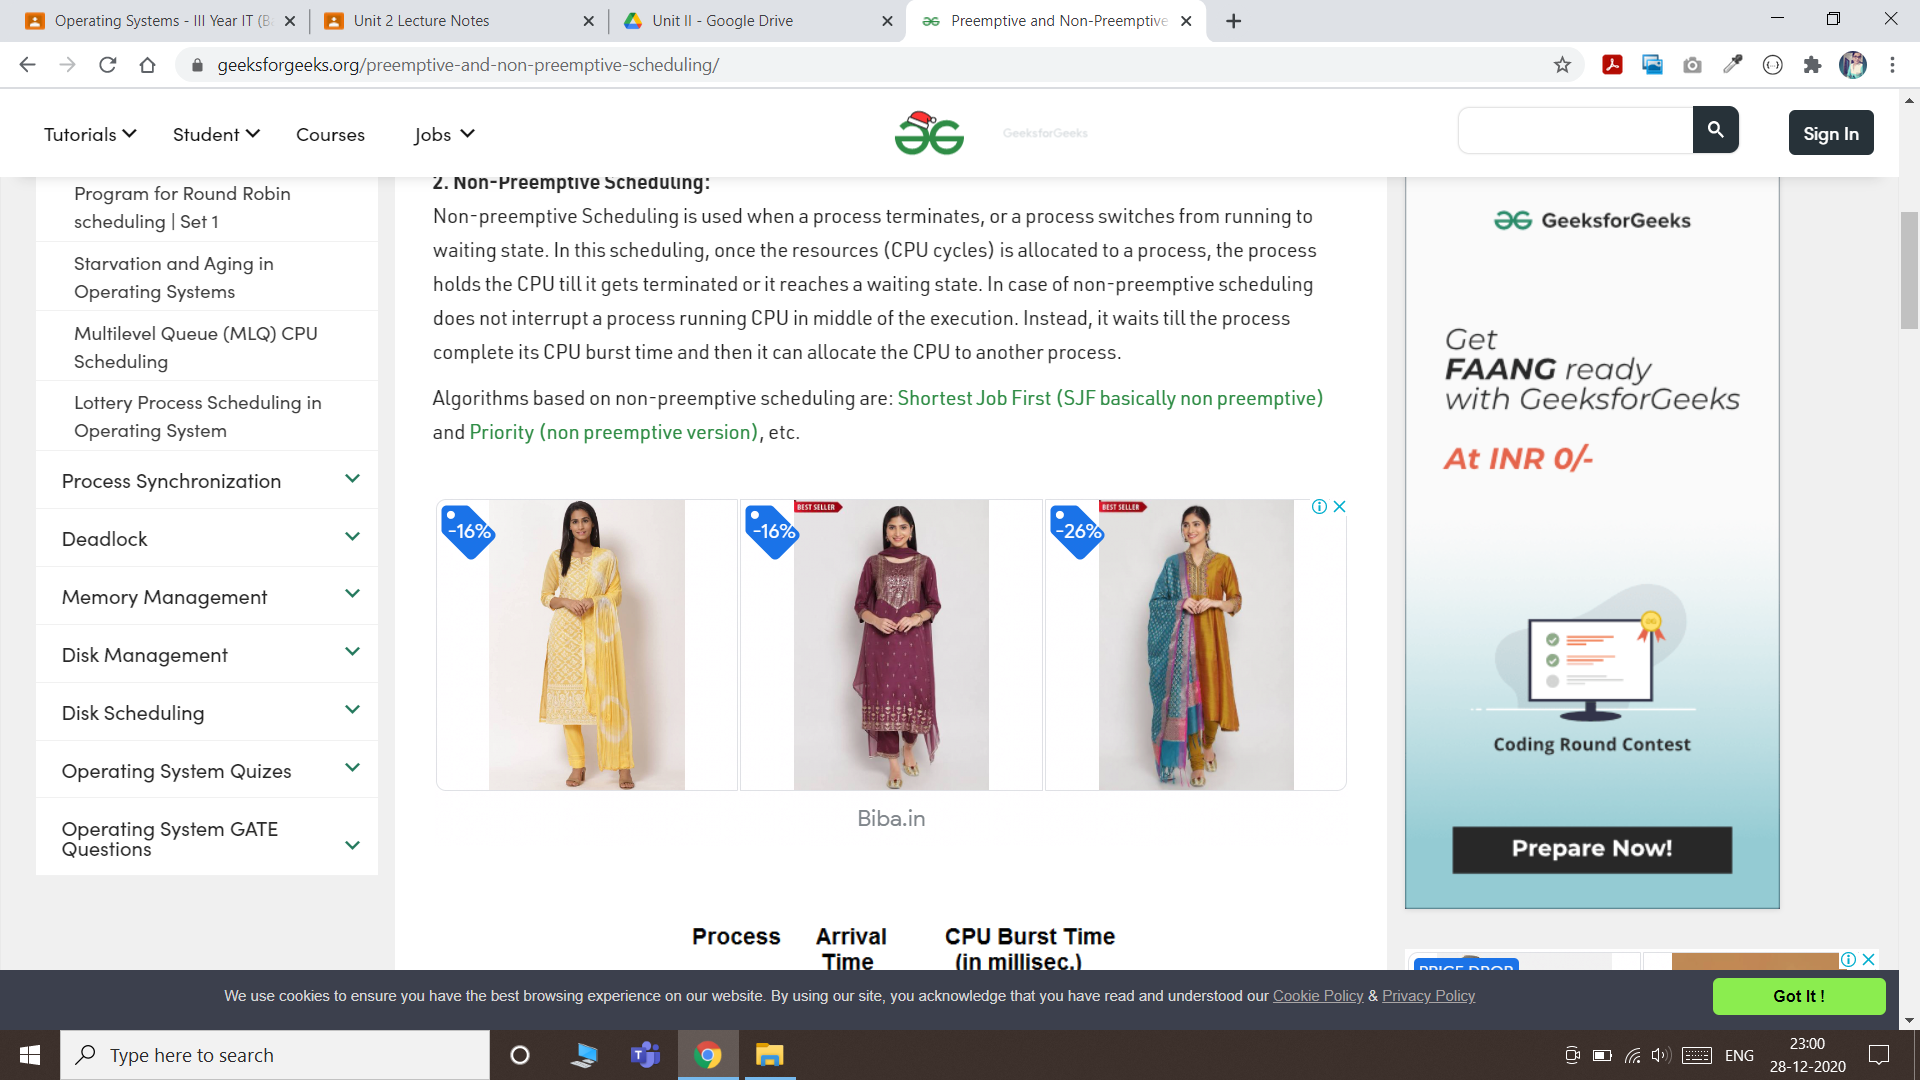 Operating Systems - III Year IT (B
Unit 2 Lecture Notes
Unit II - Google Drive
Preemptive and Non-Preemptive
geeksforgeeks.org/preemptive-and-non-preemptive-scheduling/
Tutorials
Student
Courses
Jobs
GeeksforGeeks
Sign In
Program for Round Robin
scheduling | Set 1
Starvation and Aging in
Operating Systems
Multilevel Queue (MLQ) CPU
Scheduling
Lottery Process Scheduling in
Operating System
Process Synchronization
Deadlock
Memory Management
Disk Management
Disk Scheduling
Operating System Quizes
Operating System GATE
Questions
2. Non-Preemptive Scheduling:
Non-preemptive Scheduling is used when a process terminates, or a process switches from running to
waiting state. In this scheduling, once the resources (CPU cycles) is allocated to a process, the process
holds the CPU till it gets terminated or it reaches a waiting state. In case of non-preemptive scheduling
does not interrupt a process running CPU in middle of the execution. Instead, it waits till the process
complete its CPU burst time and then it can allocate the CPU to another process.
Algorithms based on non-preemptive scheduling are: Shortest Job First (SJF basically non preemptive)
and Priority (non preemptive version), etc.
-16%
-16%
BEST SELLER
-26%
BEST SELLER
Biba.in
Process Arrival CPU Burst Time
Time (in millisec.)
GeeksforGeeks
Get
FAANG ready
with GeeksforGeeks
At INR 0/-
Coding Round Contest
Prepare Now!
PRICE DROP
We use cookies to ensure you have the best browsing experience on our website. By using our site, you acknowledge that you have read and understood our Cookie Policy & Privacy Policy
Got It !
Type here to search
ENG
23:00
28-12-2020